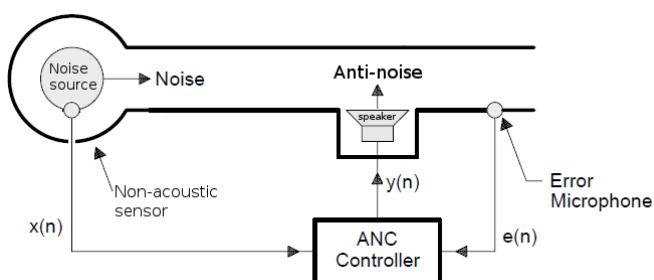 Noise
source
Noise
Anti-noise
speaker
Non-acoustic
sensor
y(n)
Error
Microphone
x(n)
e(n)
ANC
Controller